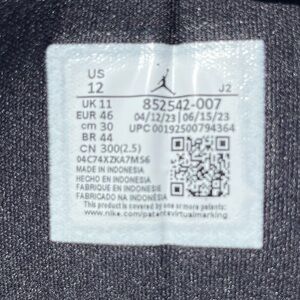 US
12
J2
UK 11
EUR 46
cm 30
BR 44
CN 300(2.5)
852542-007
04/12/23 06/15/23
UPC 00192500794364
04C74XZKA7MS6
MADE IN INDONESIA
HECHO EN INDONESIA
FABRIQUE EN INDONESIE
FABRICADO NA INDONÉSIA
This product is covered by one or more patents.
www.nike.com/patentsvirtualmarking